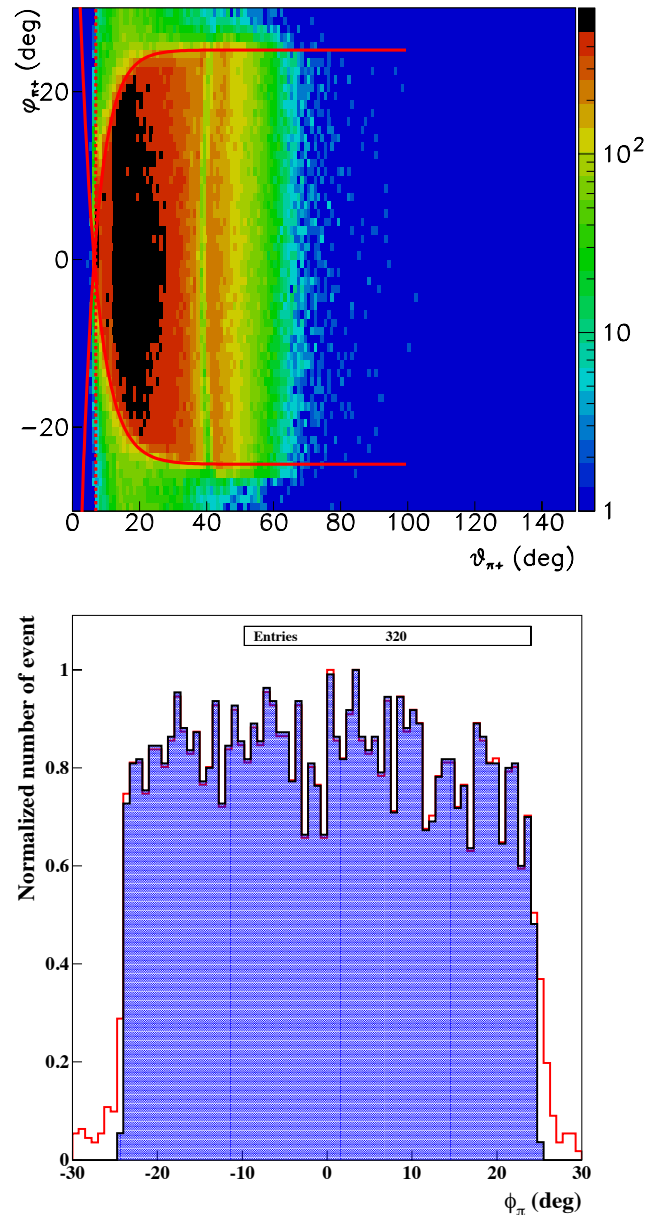 φπ+ (deg)
20
0
−20
0 20 40 60 80 100 120 140
ϑπ+ (deg)
10²
10
1
Normalized number of event
Entries 320
1
0.8
0.6
0.4
0.2
0
-30 -20 -10 0 10 20 30
ϕπ (deg)